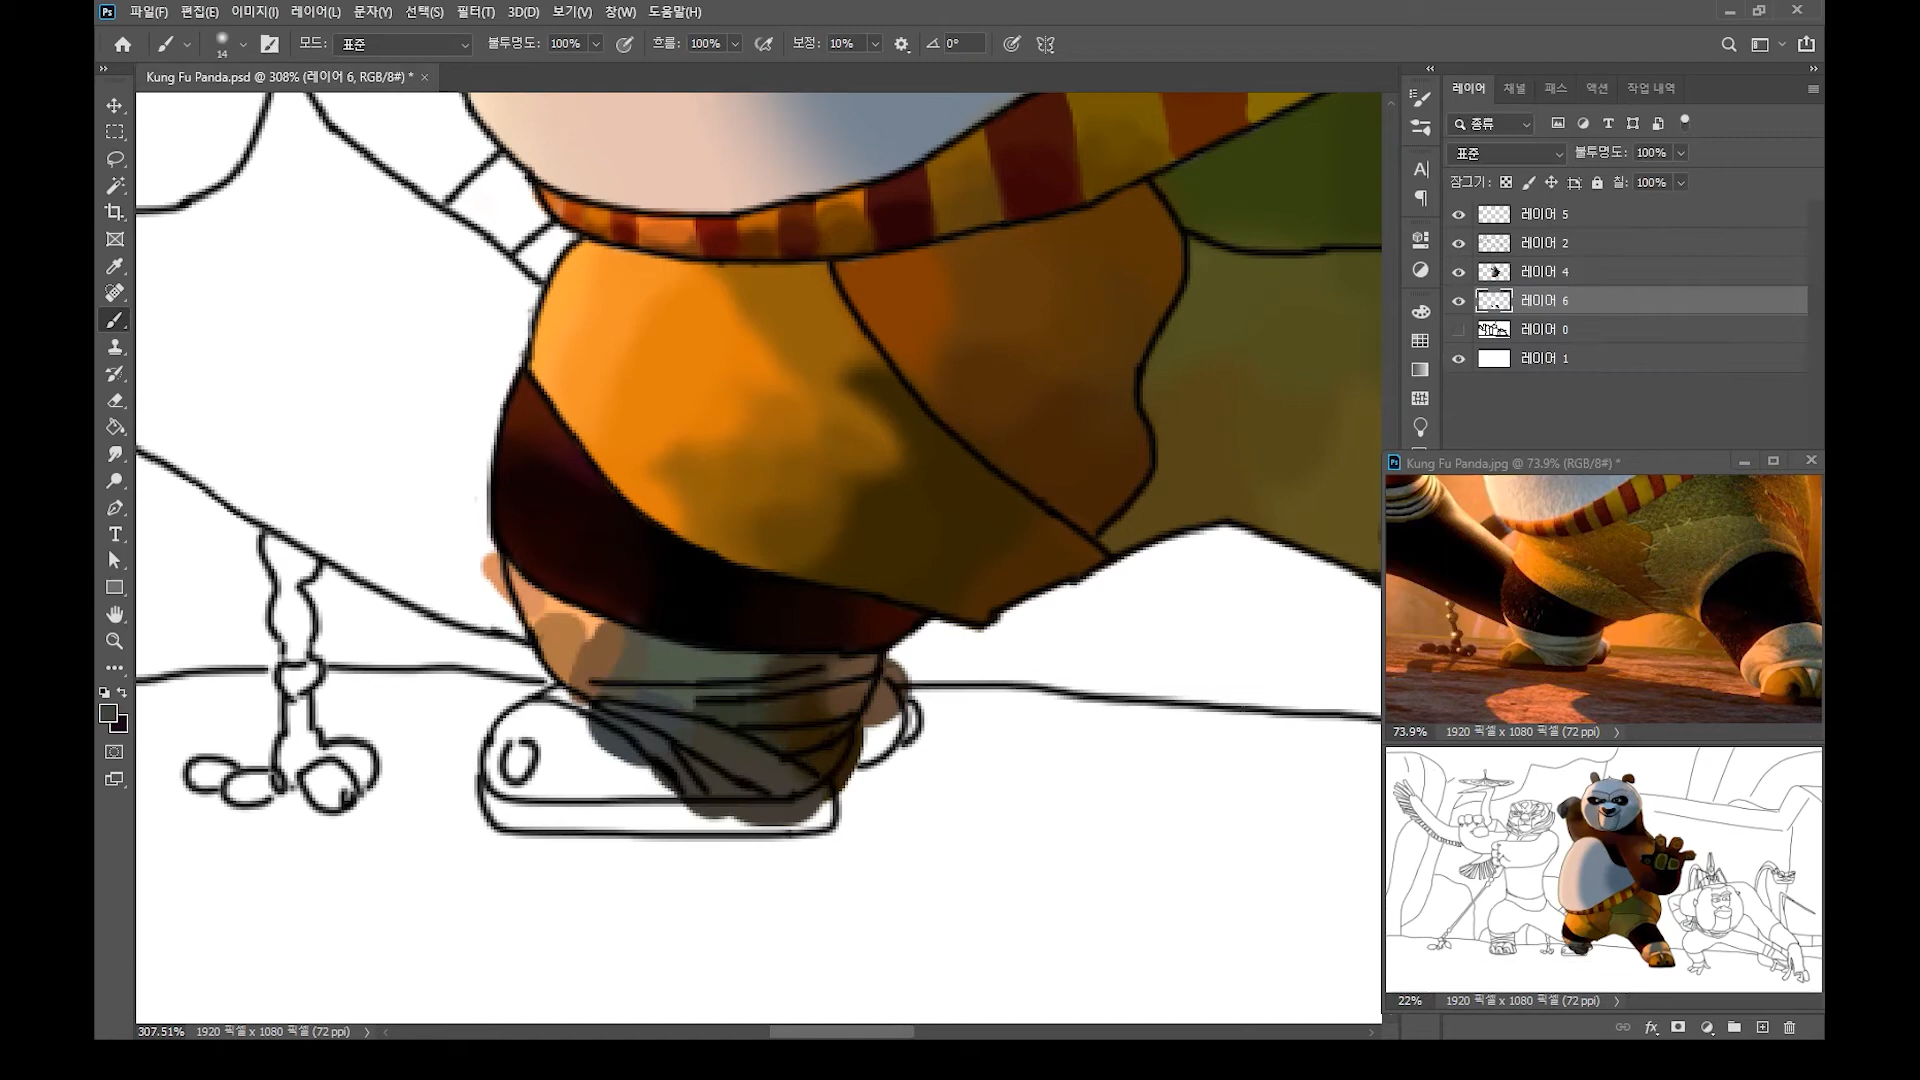 Ps 파일(F) 편집(E) 이미지(I) 레이어(L) 문자(Y) 선택(S) 필터(T) 3D(D) 보기(V) 창(W) 도움말(H)
14 모드: 표준 불투명도: 100% 흐름: 100% 보정: 10% 0°
Kung Fu Panda.psd @ 308% (레이어 6, RGB/8#) *
레이어 채널 패스 액션 작업 내역
종류
표준 불투명도: 100%
잠그기: 칠: 100%
레이어 5
레이어 2
레이어 4
레이어 6
레이어 0
레이어 1
Ps Kung Fu Panda.jpg @ 73.9% (RGB/8#) *
73.9% 1920 픽셀 x 1080 픽셀 (72 ppi)
22% 1920 픽셀 x 1080 픽셀 (72 ppi)
307.51% 1920 픽셀 x 1080 픽셀 (72 ppi)